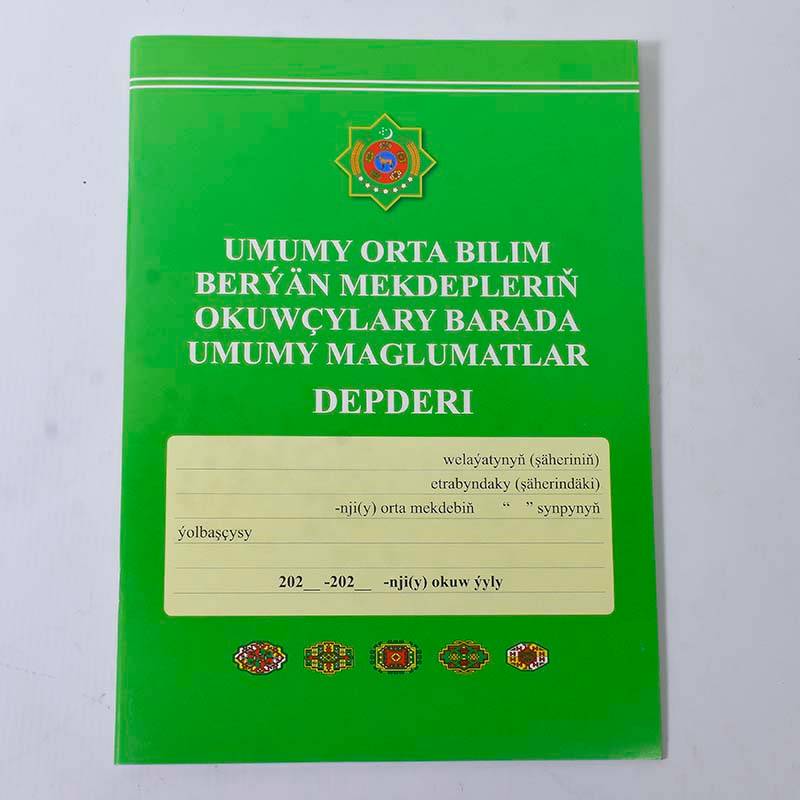 UMUMY ORTA BILIM
BERÝÄN MEKDEPLERIŇ
OKUWÇYLARY BARADA
UMUMY MAGLUMATLAR
DEPDERI
welaýatynyň (şäheriniň)
etrabyndaky (şäherindäki)
-nji(y) orta mekdebiň “ ” synpynyň
ýolbaşçysy
202__ -202__ -nji(y) okuw ýyly